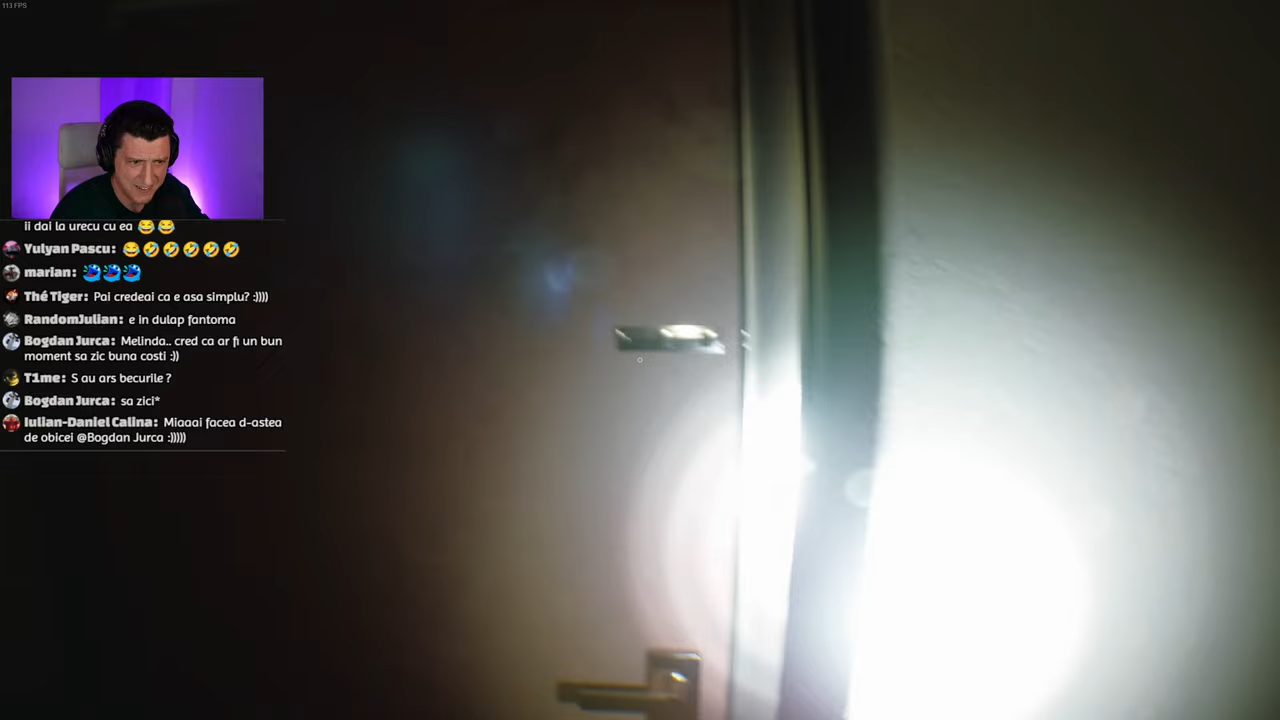 113 FPS
ii dai la urecu cu ea 😂 😂
Yulyan Pascu: 😂 🤣 🤣 🤣 🤣 🤣
marian:
Thé Tiger: Pai credeai ca e asa simplu? :))))
RandomJulian: e in dulap fantoma
Bogdan Jurca: Melinda.. cred ca ar fi un bun
moment sa zic buna costi :))
T1me: S au ars becurile ?
Bogdan Jurca: sa zici*
Iulian-Daniel Calina: Miaaai facea d-astea
de obicei @Bogdan Jurca :)))))